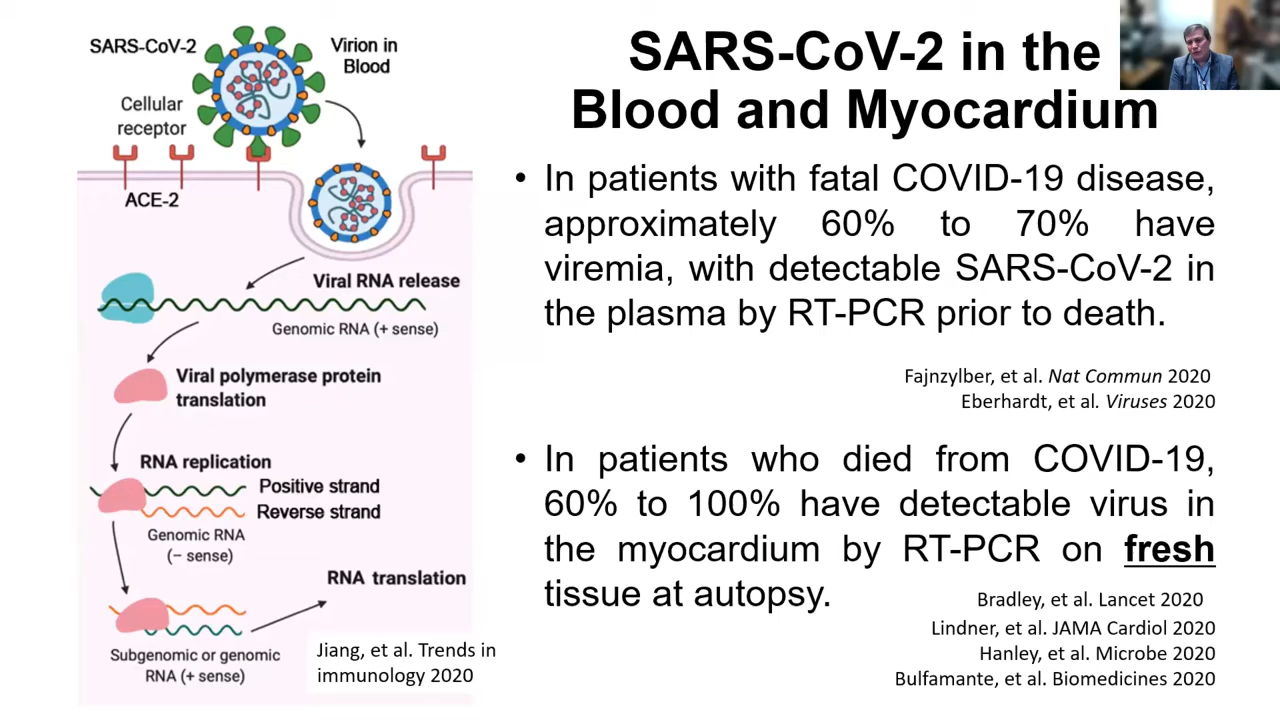 SARS-CoV-2 in the
Blood and Myocardium
SARS-CoV-2
Virion in
Blood
Cellular
receptor
ACE-2
Viral RNA release
Genomic RNA (+ sense)
Viral polymerase protein
translation
RNA replication
Positive strand
Reverse strand
Genomic RNA
(− sense)
RNA translation
Subgenomic or genomic
RNA (+ sense)
Jiang, et al. Trends in
immunology 2020
• In patients with fatal COVID-19 disease,
approximately 60% to 70% have
viremia, with detectable SARS-CoV-2 in
the plasma by RT-PCR prior to death.
Fajnzylber, et al. Nat Commun 2020
Eberhardt, et al. Viruses 2020
• In patients who died from COVID-19,
60% to 100% have detectable virus in
the myocardium by RT-PCR on fresh
tissue at autopsy.
Bradley, et al. Lancet 2020
Lindner, et al. JAMA Cardiol 2020
Hanley, et al. Microbe 2020
Bulfamante, et al. Biomedicines 2020